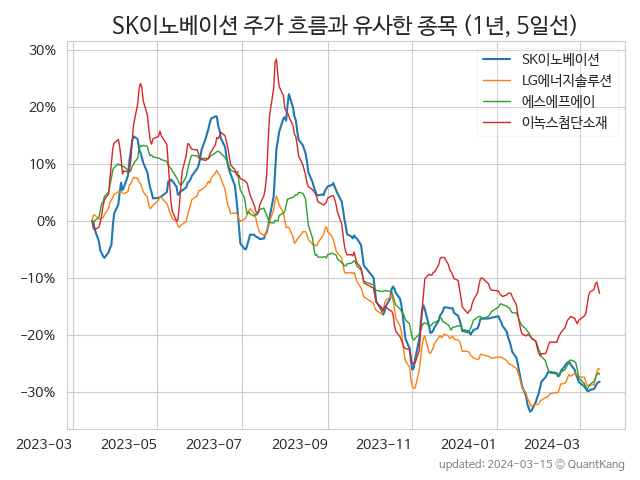 SK이노베이션 주가 흐름과 유사한 종목 (1년, 5일선)
30%
20%
10%
0%
−10%
−20%
−30%
SK이노베이션
LG에너지솔루션
에스에프에이
이녹스첨단소재
2023-03
2023-05
2023-07
2023-09
2023-11
2024-01
2024-03
updated: 2024-03-15 © QuantKang